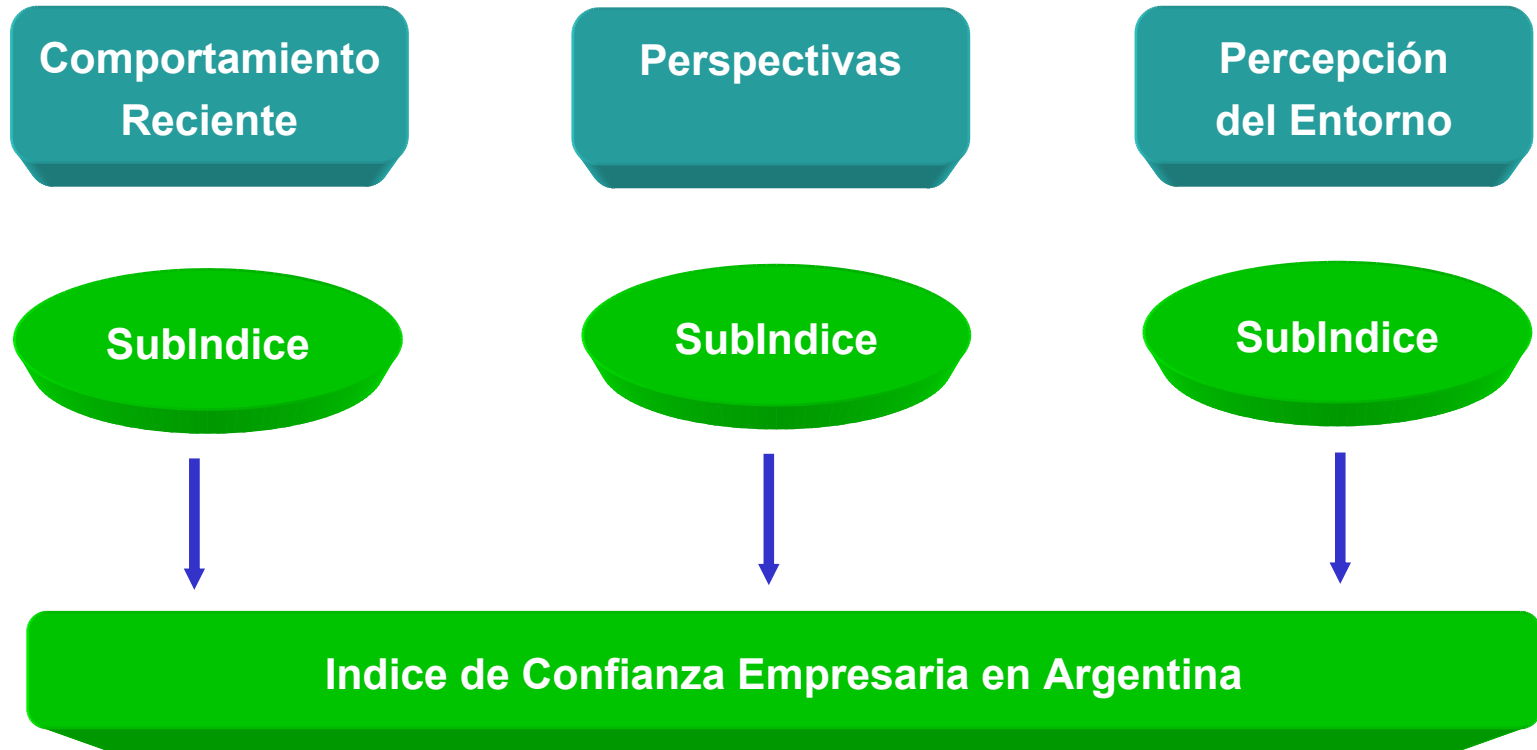 Comportamiento
Reciente
Perspectivas
Percepción
del Entorno
SubIndice
SubIndice
SubIndice
Indice de Confianza Empresaria en Argentina